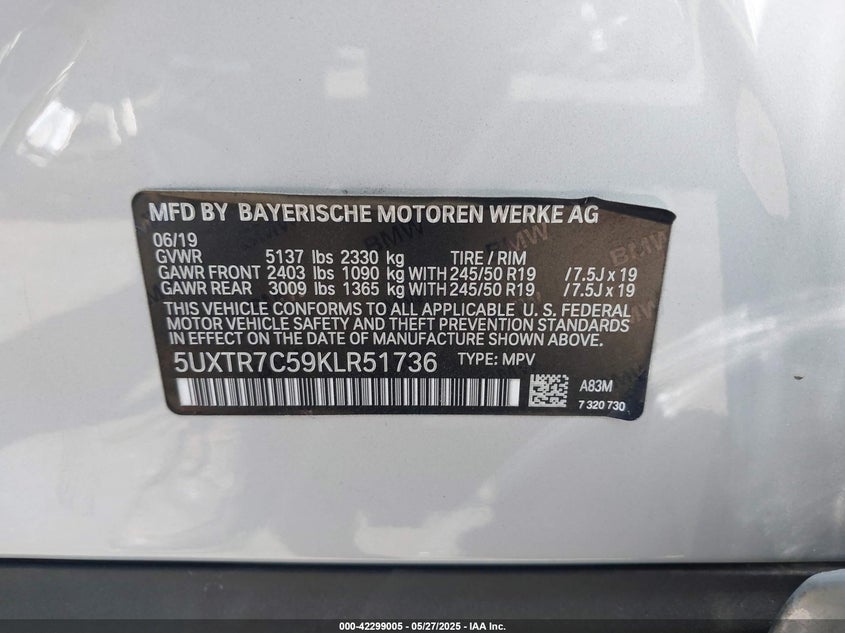 MFD BY BAYERISCHE MOTOREN WERKE AG
06/19
GVWR 5137 lbs 2330 kg TIRE / RIM
GAWR FRONT 2403 lbs 1090 kg WITH 245/50 R19 /7.5J x 19
GAWR REAR 3009 lbs 1365 kg WITH 245/50 R19 /7.5J x 19
THIS VEHICLE CONFORMS TO ALL APPLICABLE U. S. FEDERAL
MOTOR VEHICLE SAFETY AND THEFT PREVENTION STANDARDS
IN EFFECT ON THE DATE OF MANUFACTURE SHOWN ABOVE.
5UXTR7C59KLR51736 TYPE: MPV
A83M
7 320 730
BMW
BMW
BMW
000-42299005 - 05/27/2025 - IAA Inc.